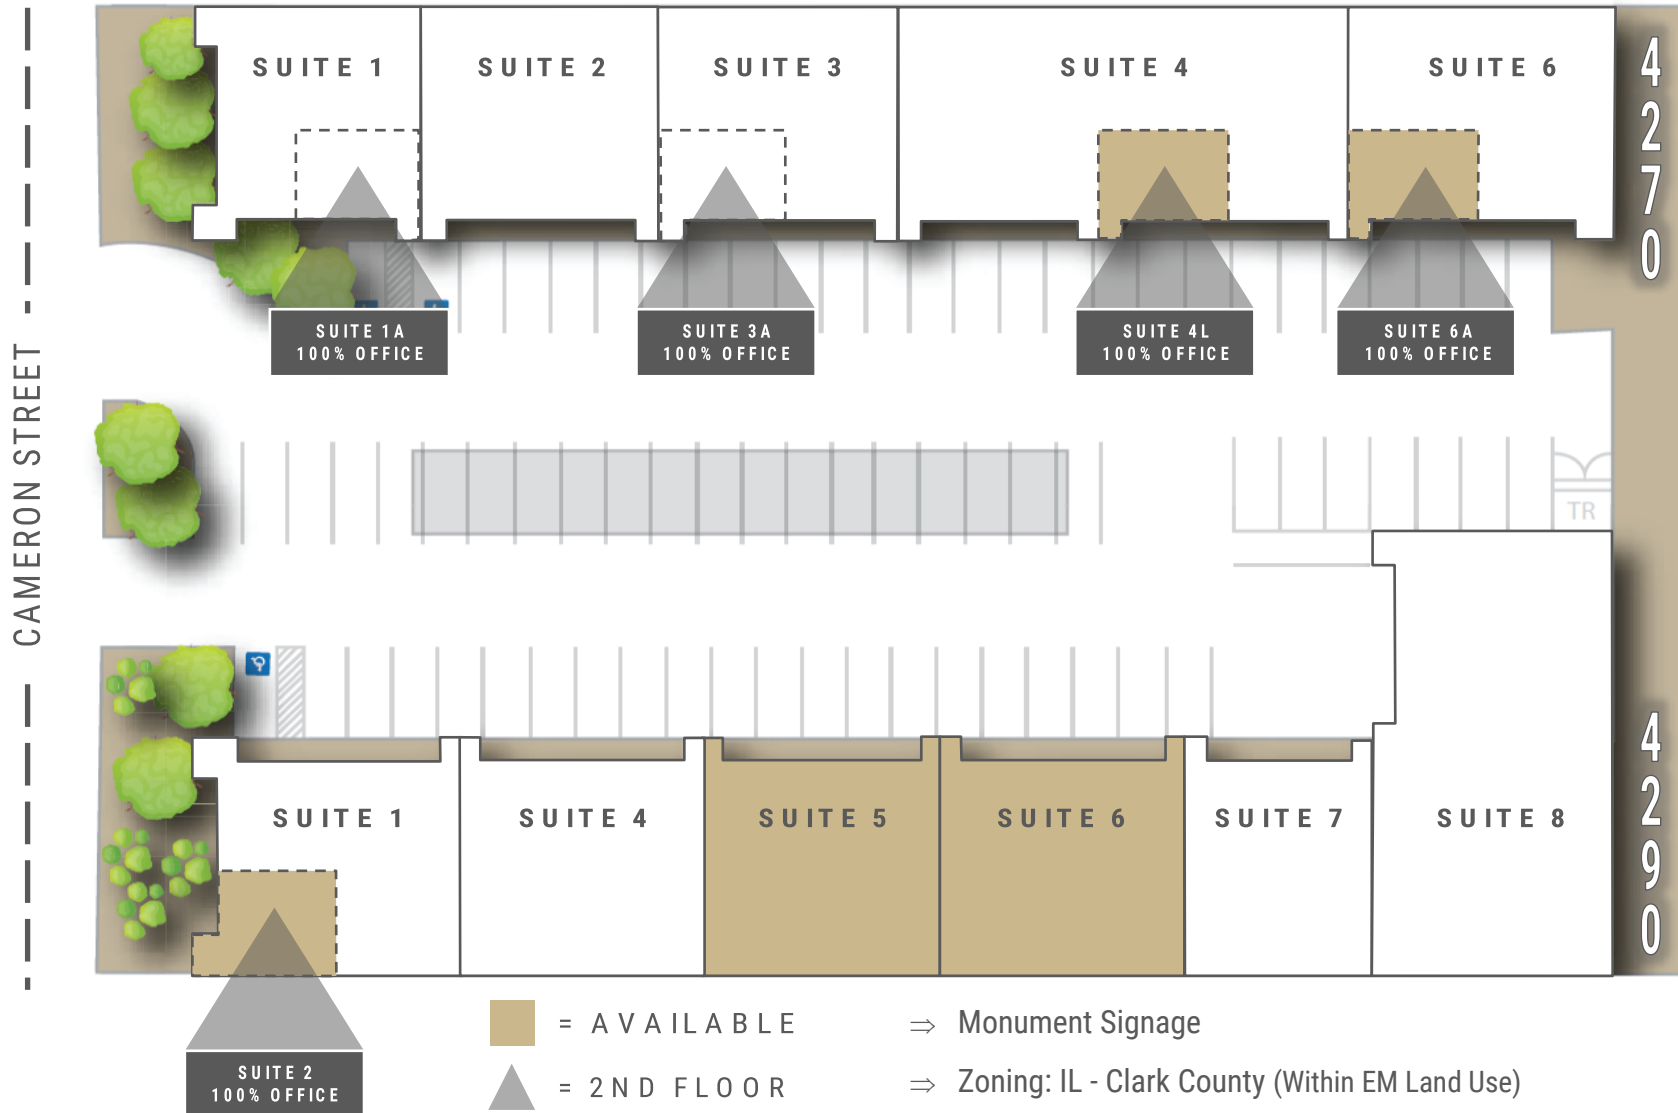 SUITE 1
SUITE 2
SUITE 3
SUITE 4
SUITE 6
4270
SUITE 1A
100% OFFICE
SUITE 3A
100% OFFICE
SUITE 4L
100% OFFICE
SUITE 6A
100% OFFICE
CAMERON STREET
TR
SUITE 1
SUITE 4
SUITE 5
SUITE 6
SUITE 7
SUITE 8
4290
SUITE 2
100% OFFICE
= AVAILABLE
= 2ND FLOOR
⇒ Monument Signage
⇒ Zoning: IL - Clark County (Within EM Land Use)